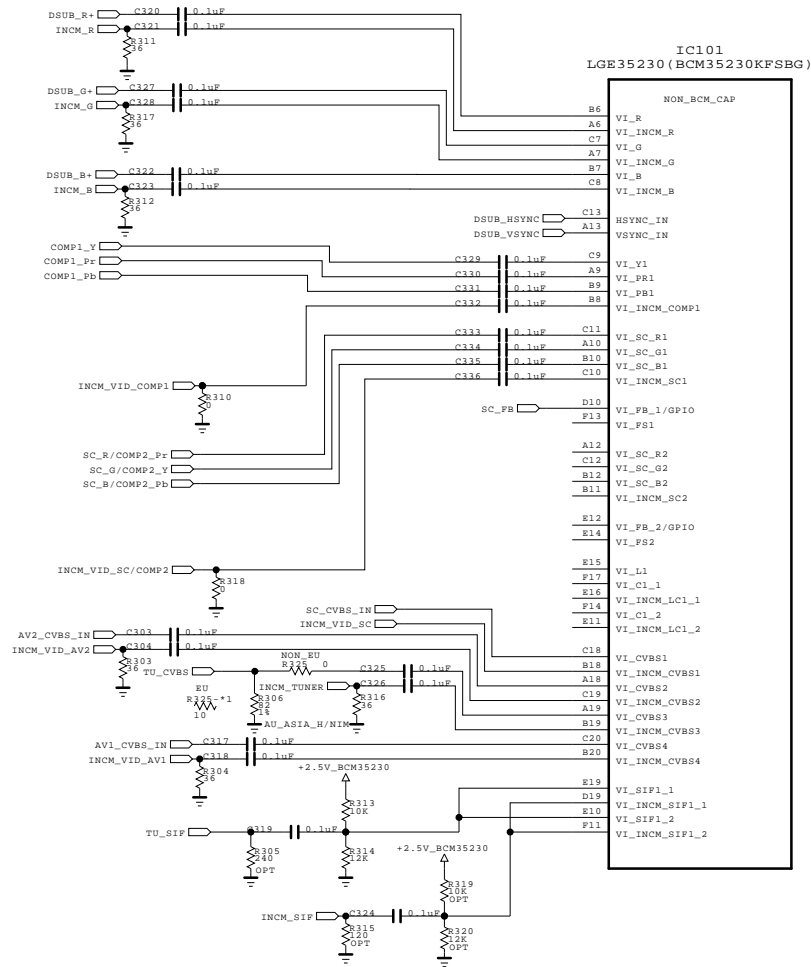 DSUB_R+ C320 0.1uF
INCM_R C321 0.1uF
R311
36
DSUB_G+ C327 0.1uF
INCM_G C328 0.1uF
R317
36
DSUB_B+ C322 0.1uF
INCM_B C323 0.1uF
R312
36
IC101
LGE35230(BCM35230KFSBG)
NON_BCM_CAP
B6 VI_R
A6 VI_INCM_R
C7 VI_G
A7 VI_INCM_G
B7 VI_B
C8 VI_INCM_B
DSUB_HSYNC C13 HSYNC_IN
DSUB_VSYNC A13 VSYNC_IN
COMP1_Y
COMP1_Pr
COMP1_Pb
C329 0.1uF C9 VI_Y1
C330 0.1uF A9 VI_PR1
C331 0.1uF B9 VI_PB1
C332 0.1uF B8 VI_INCM_COMP1
C333 0.1uF C11 VI_SC_R1
C334 0.1uF A10 VI_SC_G1
C335 0.1uF B10 VI_SC_B1
C336 0.1uF C10 VI_INCM_SC1
INCM_VID_COMP1
R310
0
SC_FB D10 VI_FB_1/GPIO
F13 VI_FS1
SC_R/COMP2_Pr
SC_G/COMP2_Y
SC_B/COMP2_Pb
A12 VI_SC_R2
C12 VI_SC_G2
B12 VI_SC_B2
B11 VI_INCM_SC2
E12 VI_FB_2/GPIO
E14 VI_FS2
INCM_VID_SC/COMP2
R318
0
E15 VI_L1
F17 VI_C1_1
E16 VI_INCM_LC1_1
F14 VI_C1_2
E11 VI_INCM_LC1_2
SC_CVBS_IN
INCM_VID_SC
AV2_CVBS_IN C303 0.1uF
INCM_VID_AV2 C304 0.1uF
R303
36
C18 VI_CVBS1
B18 VI_INCM_CVBS1
A18 VI_CVBS2
C19 VI_INCM_CVBS2
A19 VI_CVBS3
B19 VI_INCM_CVBS3
C20 VI_CVBS4
B20 VI_INCM_CVBS4
NON_EU
TU_CVBS R325 0 C325 0.1uF
INCM_TUNER C326 0.1uF
EU
R325-*1
10
R306
82
1%
AU_ASIA_H/NIM
R316
36
AV1_CVBS_IN C317 0.1uF
INCM_VID_AV1 C318 0.1uF
R304
36
+2.5V_BCM35230
R313
10K
E19 VI_SIF1_1
D19 VI_INCM_SIF1_1
E10 VI_SIF1_2
F11 VI_INCM_SIF1_2
TU_SIF C319 0.1uF
R305
240
OPT
R314
12K
+2.5V_BCM35230
R319
10K
OPT
INCM_SIF C324 0.1uF
R315
120
OPT
R320
12K
OPT